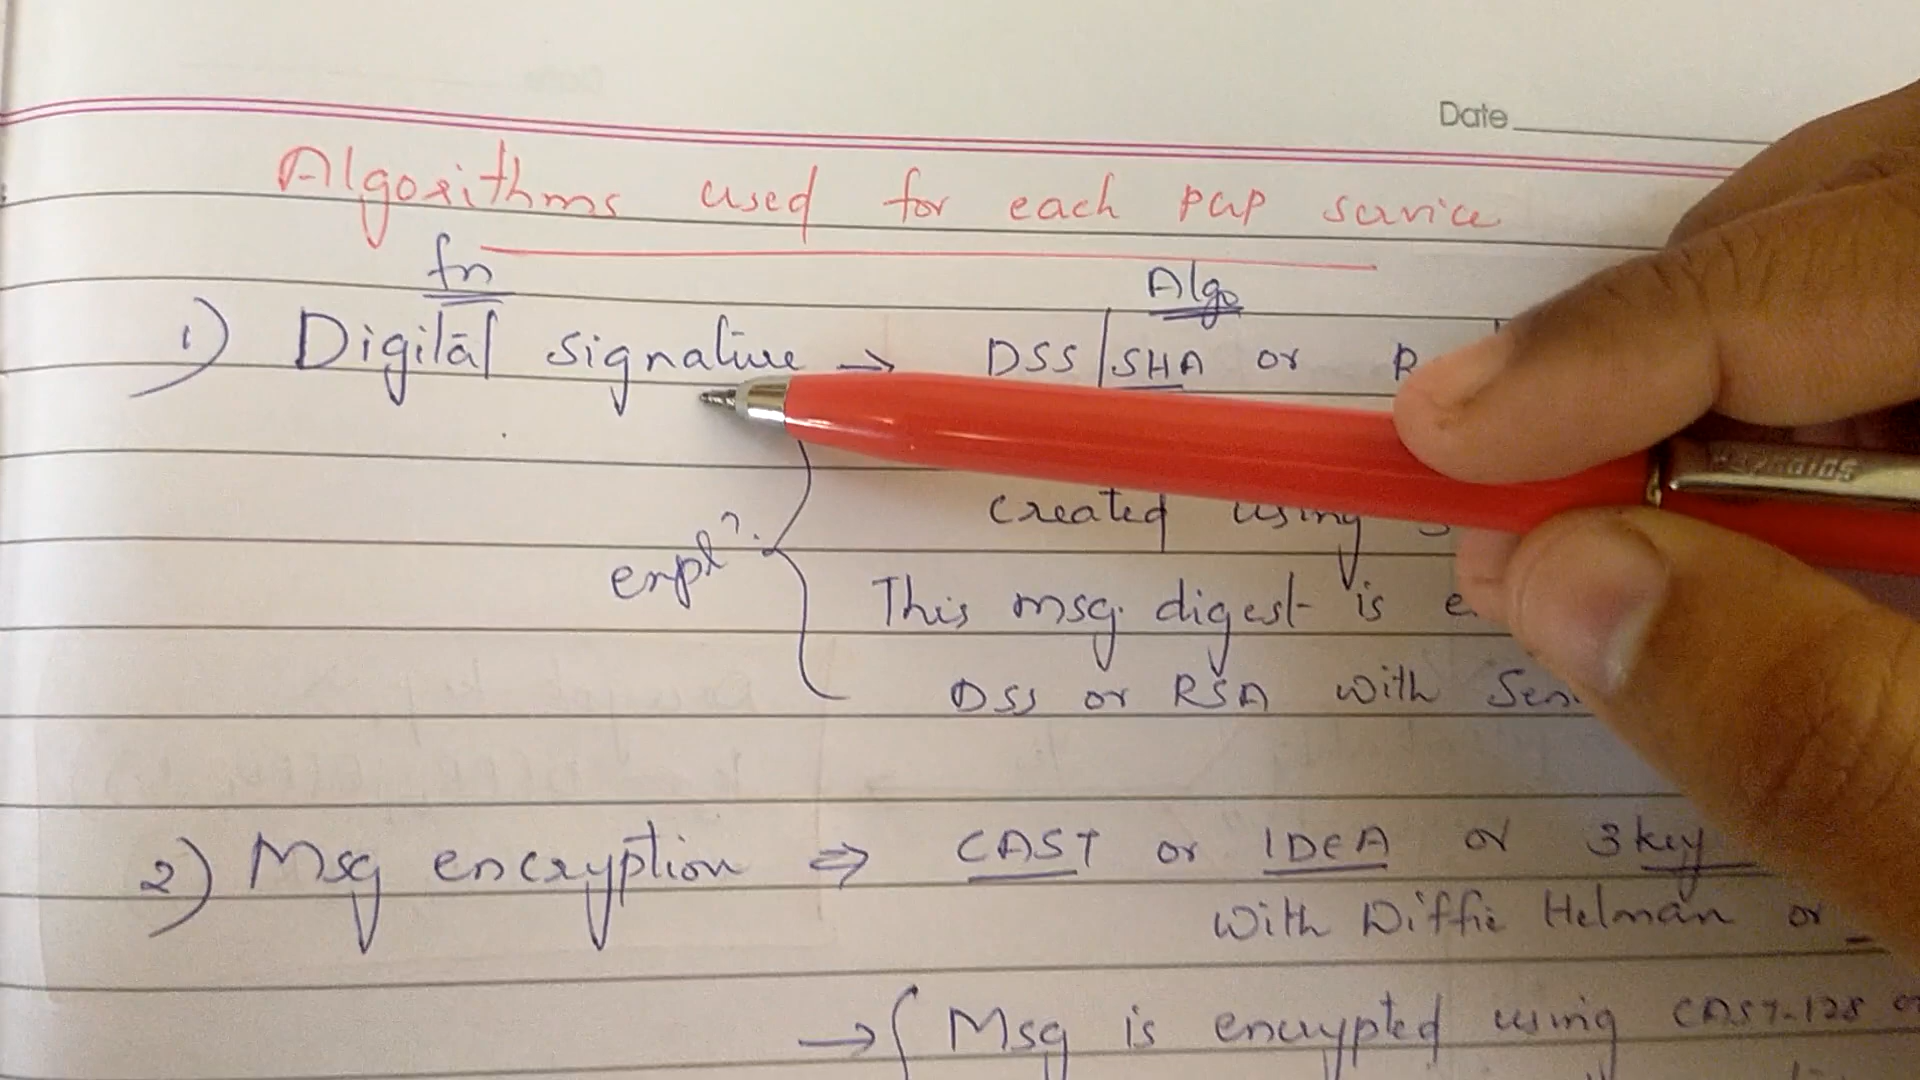 Date
Algorithms used for each PGP service
fn Algo
1) Digital signature → DSS/SHA or R
created using
expln.
This msg. digest is
DSS or RSA with
2) Msg encryption ⇒ CAST or IDEA or 3 key
with Diffie Helman or
→ { Msg is encrypted using CAST-128